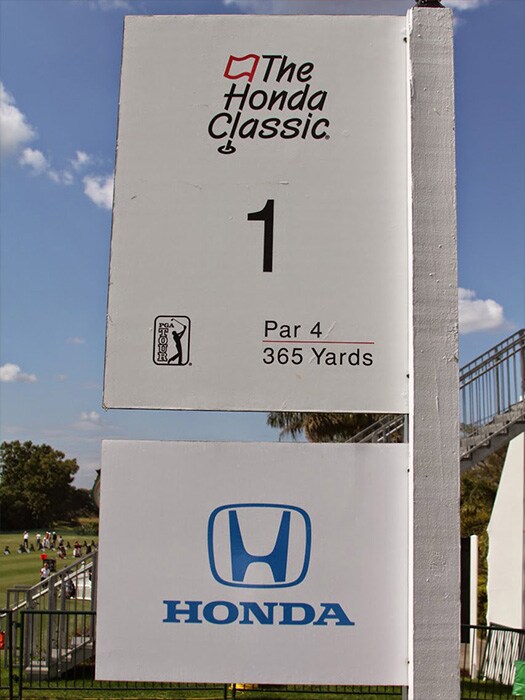 The
Honda
Classic
1
PGA
TOUR
Par 4
365 Yards
HONDA